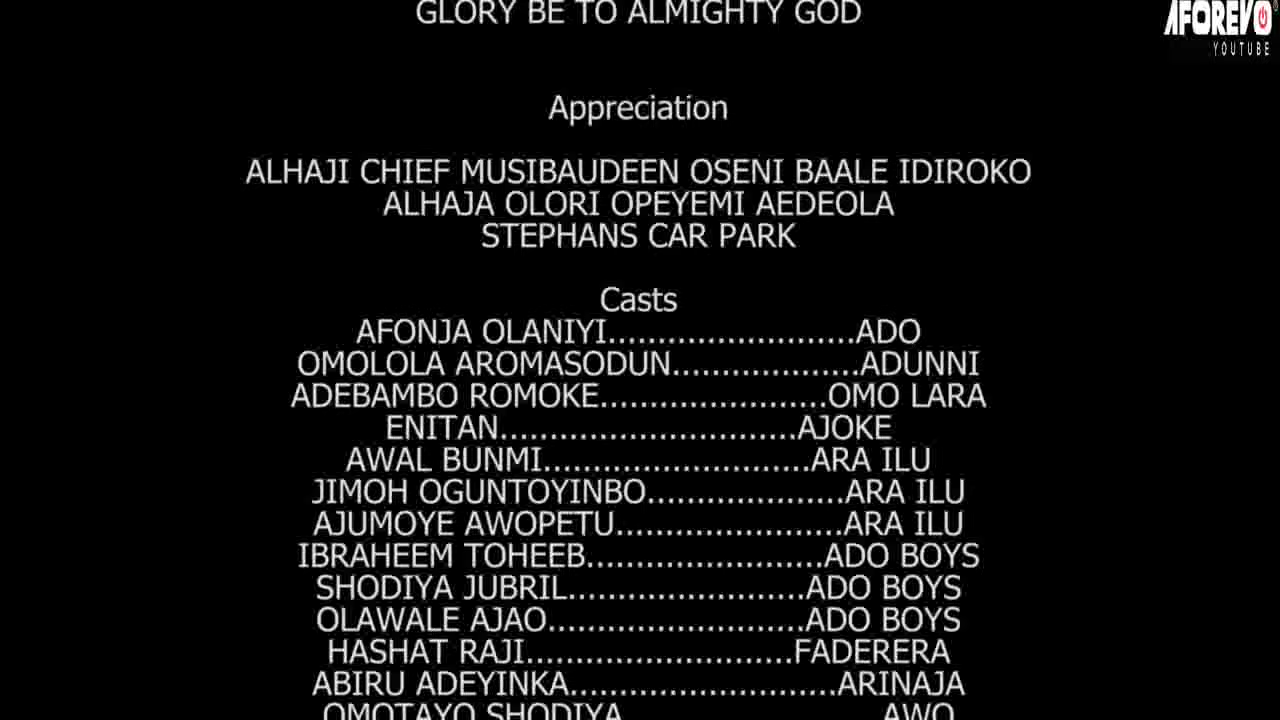 GLORY BE TO ALMIGHTY GOD
AFOREVO
YOUTUBE
Appreciation
ALHAJI CHIEF MUSIBAUDEEN OSENI BAALE IDIROKO
ALHAJA OLORI OPEYEMI AEDEOLA
STEPHANS CAR PARK
Casts
AFONJA OLANIYI.........................ADO
OMOLOLA AROMASODUN...................ADUNNI
ADEBAMBO ROMOKE.......................OMO LARA
ENITAN..............................AJOKE
AWAL BUNMI...........................ARA ILU
JIMOH OGUNTOYINBO....................ARA ILU
AJUMOYE AWOPETU.......................ARA ILU
IBRAHEEM TOHEEB........................ADO BOYS
SHODIYA JUBRIL........................ADO BOYS
OLAWALE AJAO..........................ADO BOYS
HASHAT RAJI...........................FADERERA
ABIRU ADEYINKA...........................ARINAJA
OMOTAYO SHODIYA..........................AWO